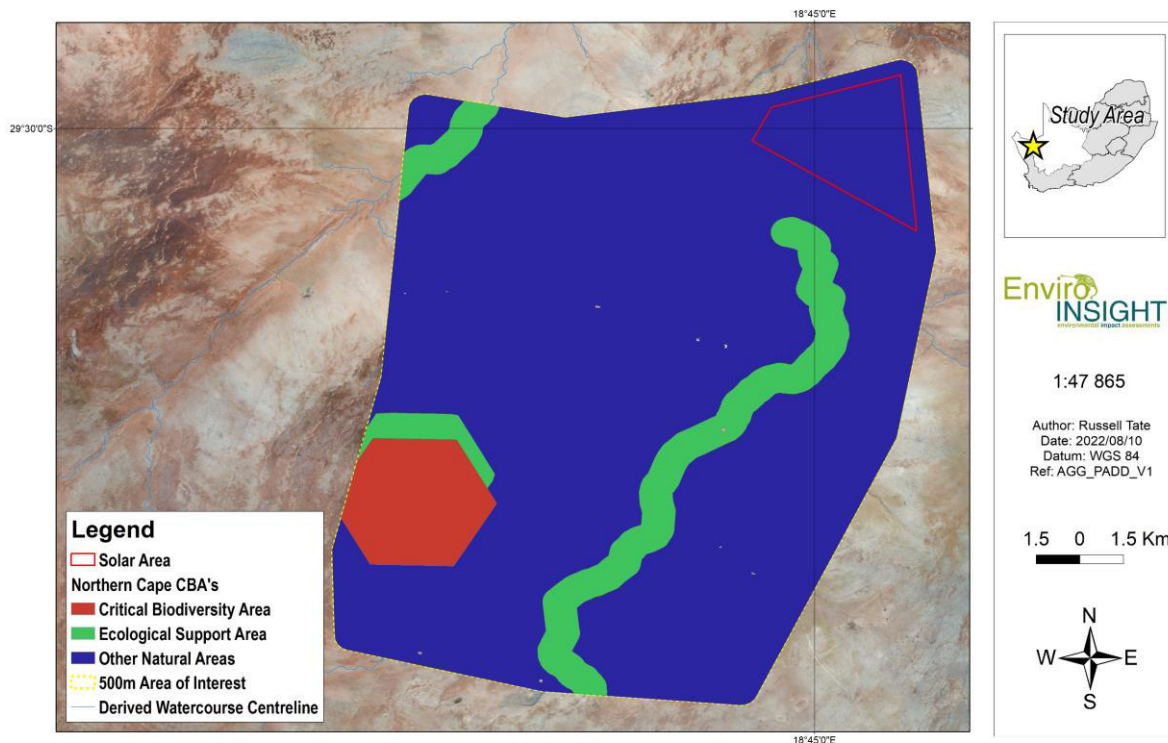 18°45'0"E
29°30'0"S
Legend
Solar Area
Northern Cape CBA's
Critical Biodiversity Area
Ecological Support Area
Other Natural Areas
500m Area of Interest
Derived Watercourse Centreline
18°45'0"E
Study Area
Enviro
INSIGHT
environmental impact assessments
1:47 865
Author: Russell Tate
Date: 2022/08/10
Datum: WGS 84
Ref: AGG_PADD_V1
1.5 0 1.5 Km
N
W E
S